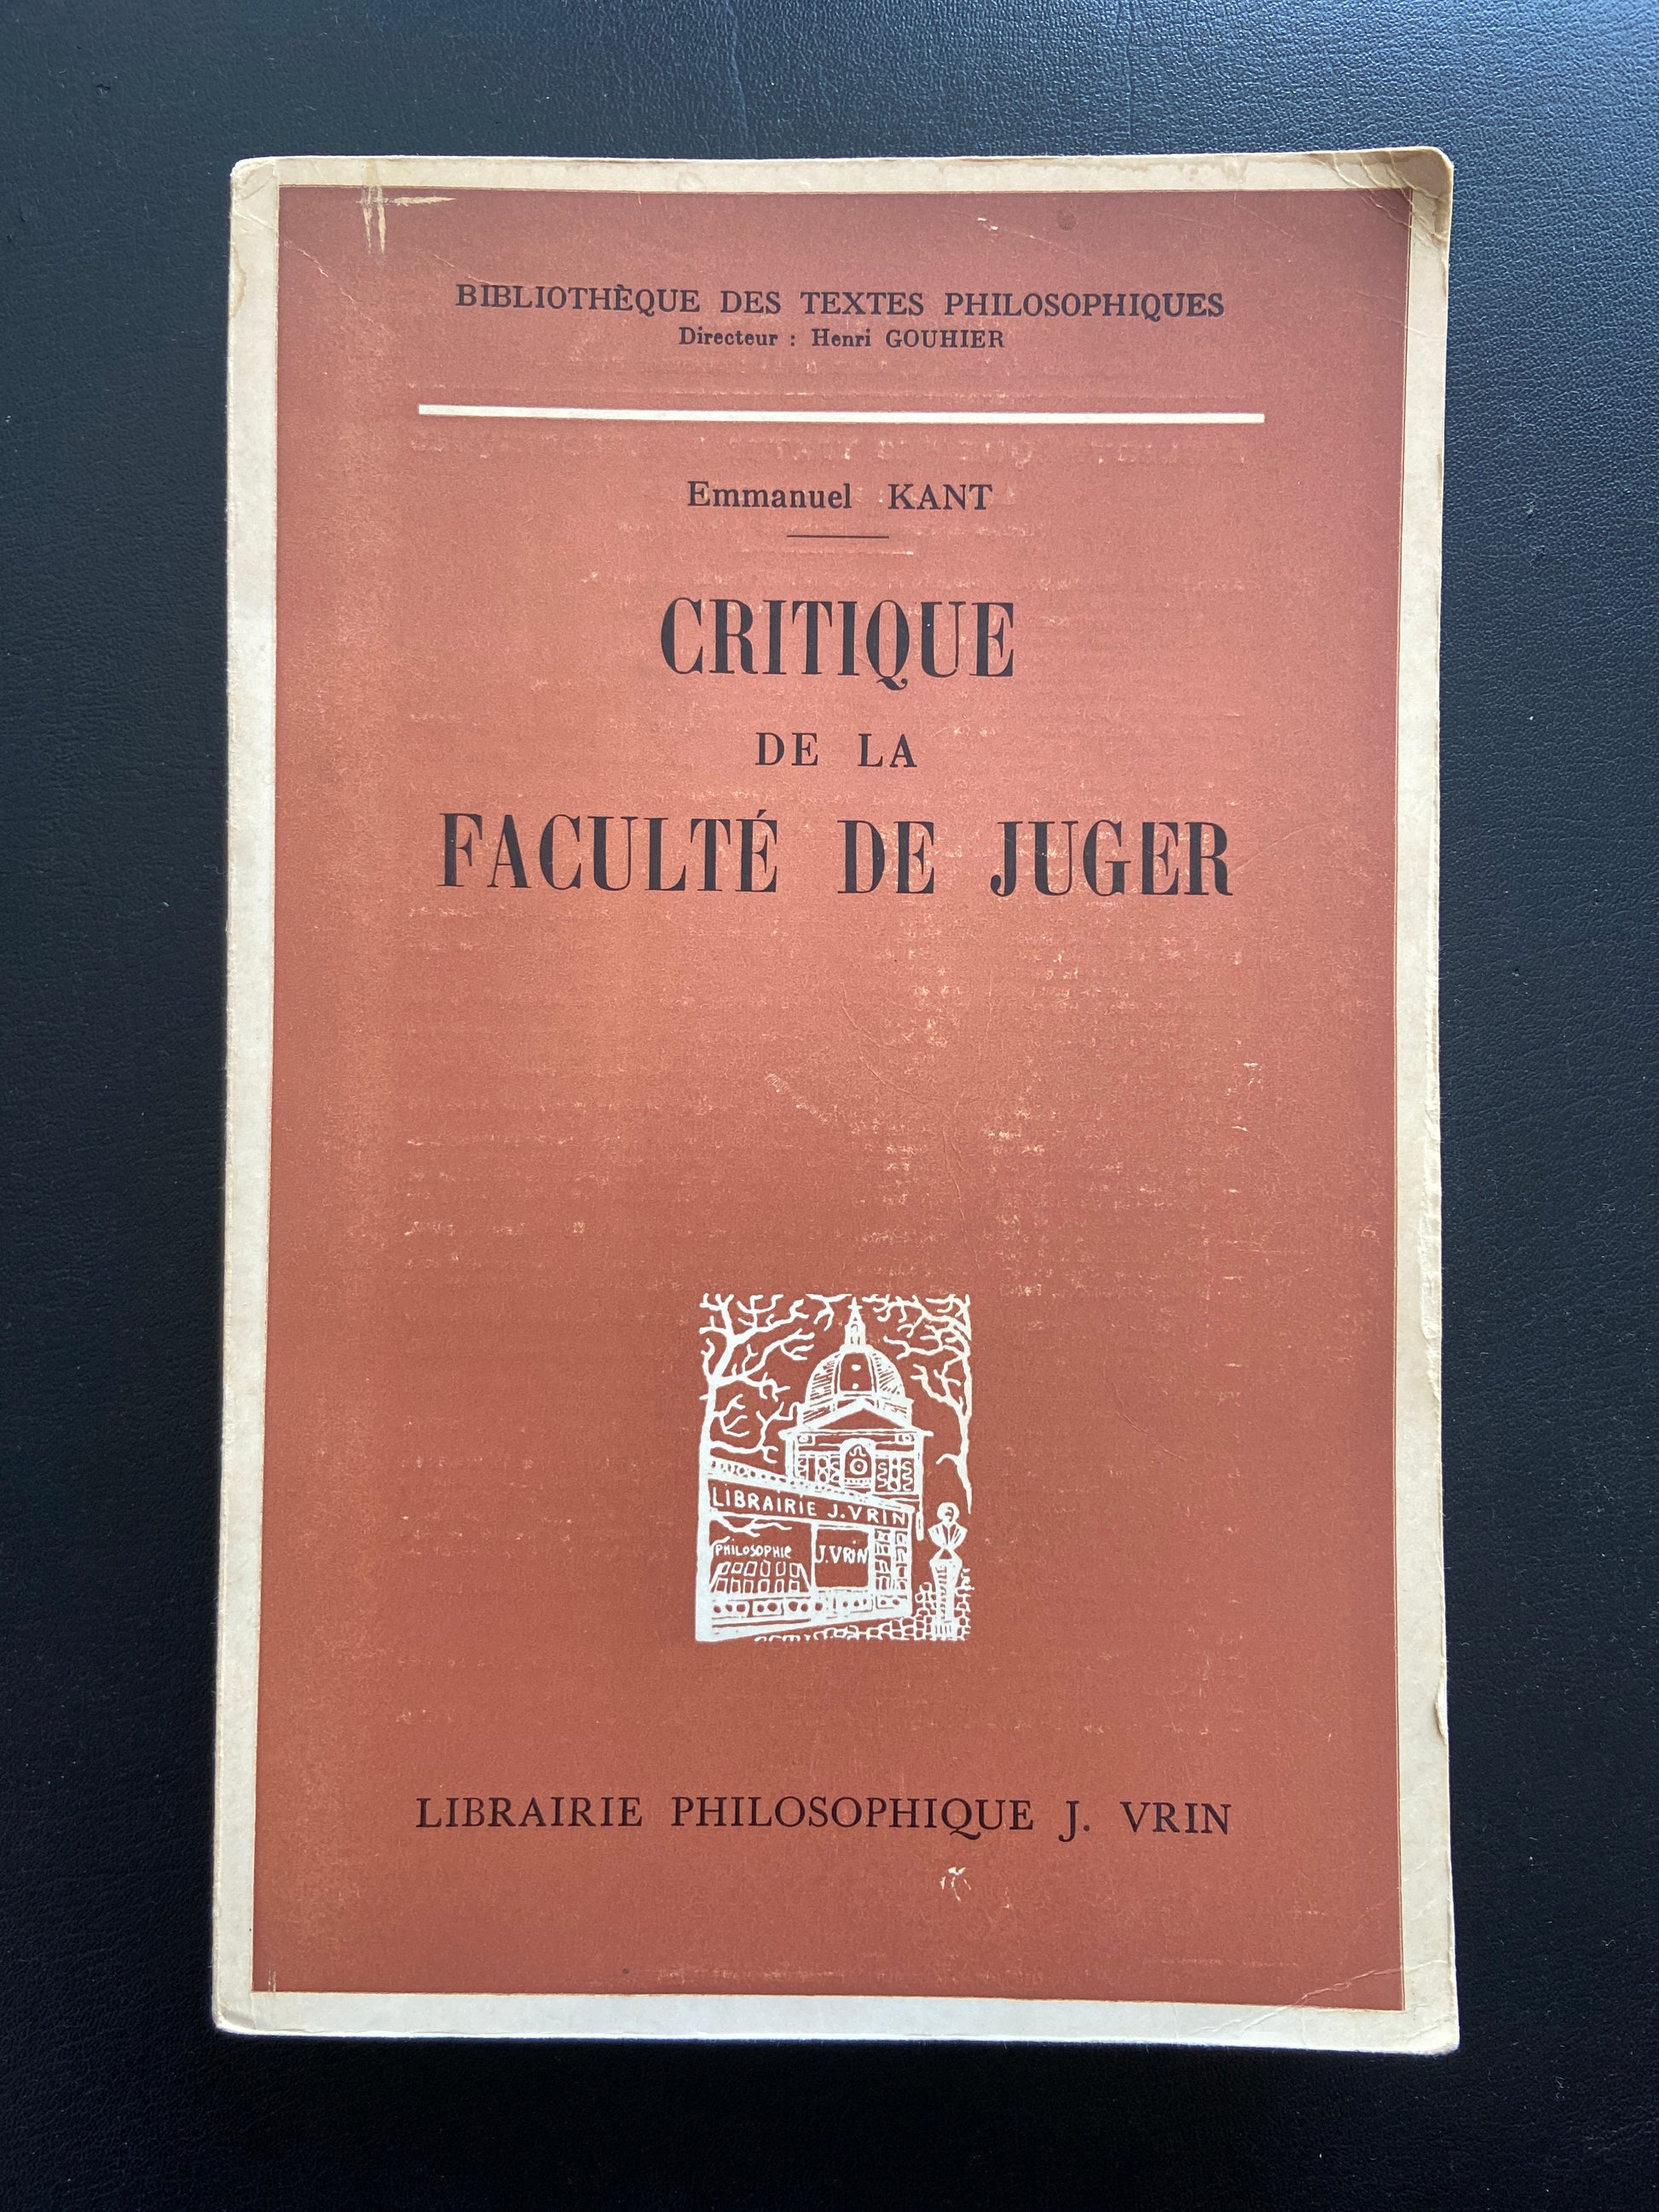 BIBLIOTHÈQUE DES TEXTES PHILOSOPHIQUES
Directeur : Henri GOUHIER
Emmanuel KANT
CRITIQUE
DE LA
FACULTÉ DE JUGER
LIBRAIRIE J. VRIN
PHILOSOPHIE
J. VRIN
LIBRAIRIE PHILOSOPHIQUE J. VRIN